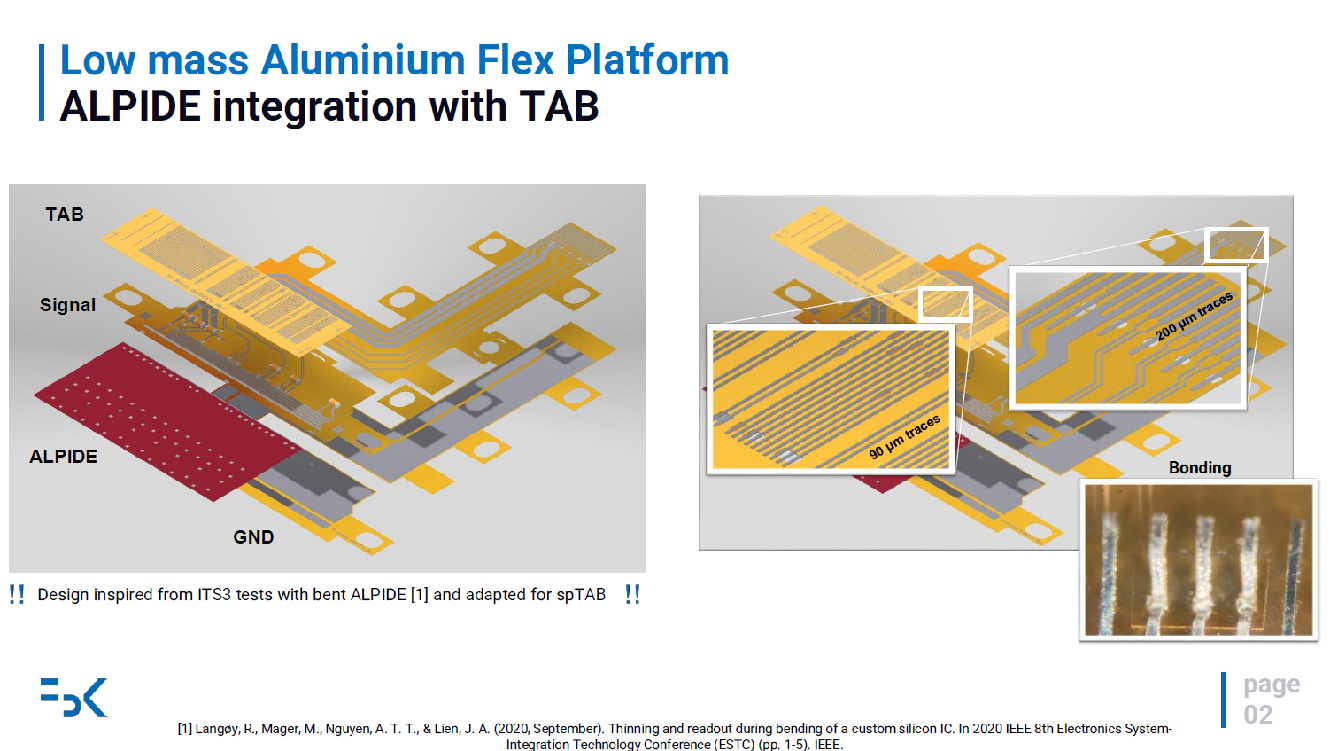 Low mass Aluminium Flex Platform
ALPIDE integration with TAB
TAB
Signal
ALPIDE
GND
200 µm traces
90 µm traces
Bonding
Design inspired from ITS3 tests with bent ALPIDE [1] and adapted for spTAB
FBK
page
02
[1] Langøy, R., Mager, M., Nguyen, A. T. T., & Lien, J. A. (2020, September). Thinning and readout during bending of a custom silicon IC. In 2020 IEEE 8th Electronics System-
Integration Technology Conference (ESTC) (pp. 1-5). IEEE.